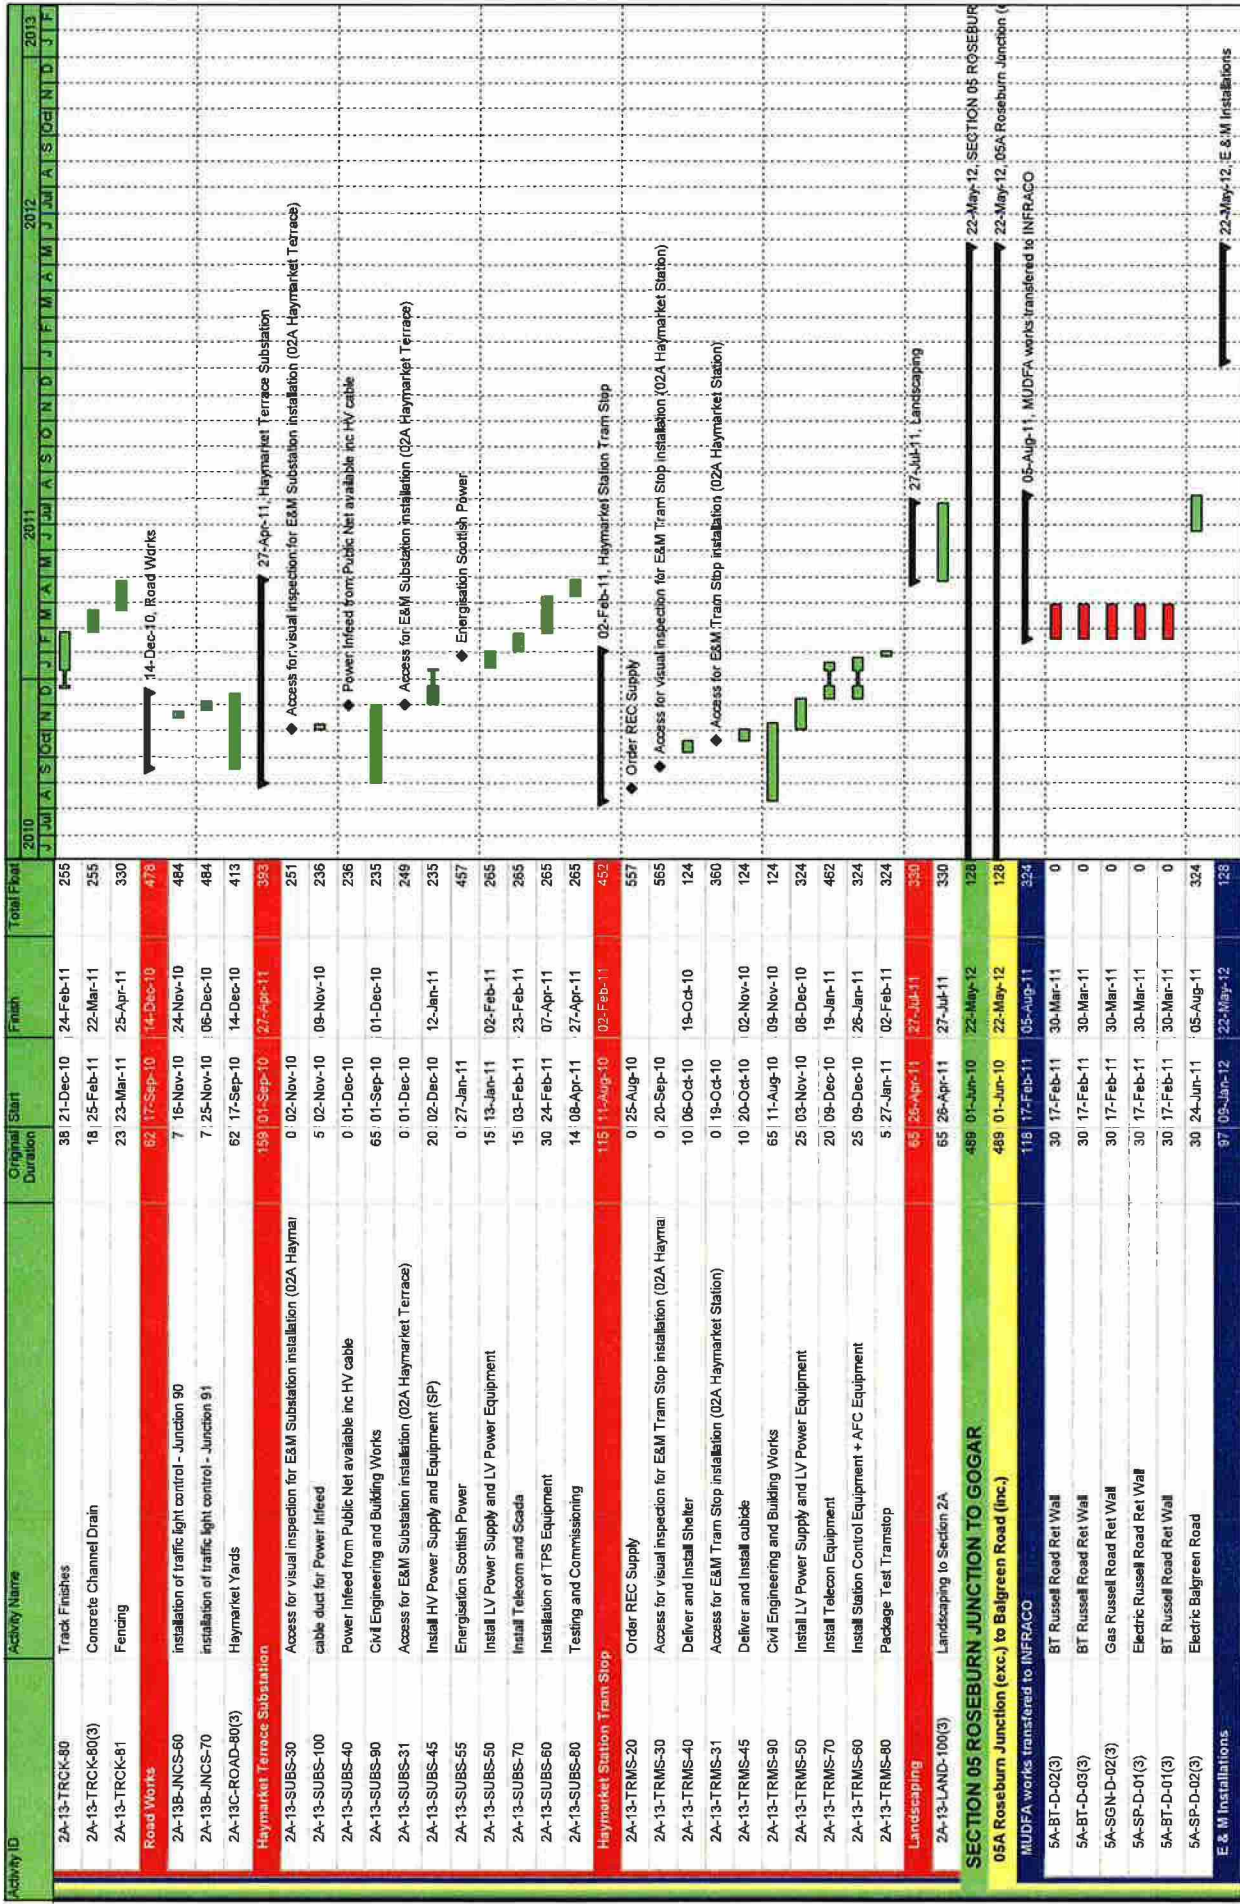 Activity ID Activity Name Original Duration Start Finish Total Float
2010 2011 2012 2013
J Jul A S Oct N D J F M A M J Jul A S O N D J F M A M J Jul A S Oct N D J F
2A-13-TRCK-80 Track Finishes 38 21-Dec-10 24-Feb-11 255
2A-13-TRCK-80(3) Concrete Channel Drain 18 25-Feb-11 22-Mar-11 255
2A-13-TRCK-81 Fencing 23 23-Mar-11 25-Apr-11 330
Road Works 62 17-Sep-10 14-Dec-10 478 14-Dec-10, Road Works
2A-13B-JNCS-60 installation of traffic light control - Junction 90 7 16-Nov-10 24-Nov-10 484
2A-13B-JNCS-70 installation of traffic light control - Junction 91 7 25-Nov-10 06-Dec-10 484
2A-13C-ROAD-80(3) Haymarket Yards 62 17-Sep-10 14-Dec-10 413
Haymarket Terrace Substation 159 01-Sep-10 27-Apr-11 393 27-Apr-11, Haymarket Terrace Substation
2A-13-SUBS-30 Access for visual inspection for E&M Substation installation (02A Haymar 0 02-Nov-10 251 Access for visual inspection for E&M Substation installation (02A Haymarket Terrace)
2A-13-SUBS-100 cable duct for Power Infeed 5 02-Nov-10 09-Nov-10 236
2A-13-SUBS-40 Power Infeed from Public Net available inc HV cable 0 01-Dec-10 236 Power Infeed from Public Net available inc HV cable
2A-13-SUBS-90 Civil Engineering and Building Works 65 01-Sep-10 01-Dec-10 235
2A-13-SUBS-31 Access for E&M Substation installation (02A Haymarket Terrace) 0 01-Dec-10 249 Access for E&M Substation installation (02A Haymarket Terrace)
2A-13-SUBS-45 Install HV Power Supply and Equipment (SP) 20 02-Dec-10 12-Jan-11 235
2A-13-SUBS-55 Energisation Scottish Power 0 27-Jan-11 457 Energisation Scottish Power
2A-13-SUBS-50 Install LV Power Supply and LV Power Equipment 15 13-Jan-11 02-Feb-11 265
2A-13-SUBS-70 Install Telecom and Scada 15 03-Feb-11 23-Feb-11 265
2A-13-SUBS-60 Installation of TPS Equipment 30 24-Feb-11 07-Apr-11 265
2A-13-SUBS-80 Testing and Commissioning 14 08-Apr-11 27-Apr-11 265
Haymarket Station Tram Stop 115 11-Aug-10 02-Feb-11 452 02-Feb-11, Haymarket Station Tram Stop
2A-13-TRMS-20 Order REC Supply 0 25-Aug-10 557 Order REC Supply
2A-13-TRMS-30 Access for visual inspection for E&M Tram Stop installation (02A Haymar 0 20-Sep-10 565 Access for visual inspection for E&M Tram Stop installation (02A Haymarket Station)
2A-13-TRMS-40 Deliver and Install Shelter 10 06-Oct-10 19-Oct-10 124
2A-13-TRMS-31 Access for E&M Tram Stop installation (02A Haymarket Station) 0 19-Oct-10 360 Access for E&M Tram Stop installation (02A Haymarket Station)
2A-13-TRMS-45 Deliver and Install cubicle 10 20-Oct-10 02-Nov-10 124
2A-13-TRMS-90 Civil Engineering and Building Works 65 11-Aug-10 09-Nov-10 124
2A-13-TRMS-50 Install LV Power Supply and LV Power Equipment 25 03-Nov-10 08-Dec-10 324
2A-13-TRMS-70 Install Telecon Equipment 20 09-Dec-10 19-Jan-11 462
2A-13-TRMS-60 Install Station Control Equipment + AFC Equipment 25 09-Dec-10 26-Jan-11 324
2A-13-TRMS-80 Package Test Tramstop 5 27-Jan-11 02-Feb-11 324
Landscaping 65 26-Apr-11 27-Jul-11 330 27-Jul-11, Landscaping
2A-13-LAND-100(3) Landscaping to Section 2A 65 26-Apr-11 27-Jul-11 330
SECTION 05 ROSEBURN JUNCTION TO GOGAR 489 01-Jun-10 22-May-12 128 22-May-12, SECTION 05 ROSEBUR
05A Roseburn Junction (exc.) to Balgreen Road (inc.) 489 01-Jun-10 22-May-12 128 22-May-12, 05A Roseburn Junction (
MUDFA works transfered to INFRACO 118 17-Feb-11 05-Aug-11 324 05-Aug-11, MUDFA works transfered to INFRACO
5A-BT-D-02(3) BT Russell Road Ret Wall 30 17-Feb-11 30-Mar-11 0
5A-BT-D-03(3) BT Russell Road Ret Wall 30 17-Feb-11 30-Mar-11 0
5A-SGN-D-02(3) Gas Russell Road Ret Wall 30 17-Feb-11 30-Mar-11 0
5A-SP-D-01(3) Electric Russell Road Ret Wall 30 17-Feb-11 30-Mar-11 0
5A-BT-D-01(3) BT Russell Road Ret Wall 30 17-Feb-11 30-Mar-11 0
5A-SP-D-02(3) Electric Balgreen Road 30 24-Jun-11 05-Aug-11 324
E & M Installations 97 09-Jan-12 22-May-12 128 22-May-12, E & M Installations